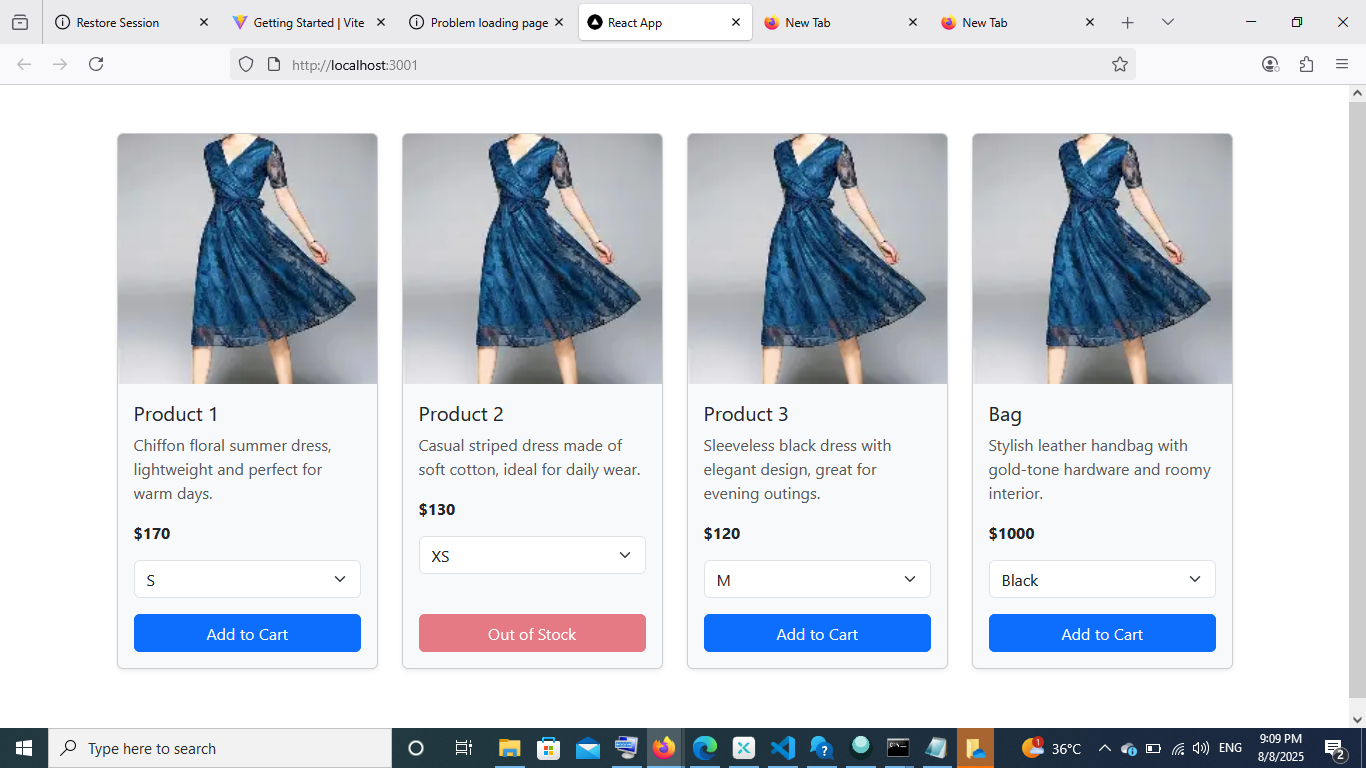 Restore Session
Getting Started | Vite
Problem loading page
React App
New Tab
New Tab
http://localhost:3001
Product 1
Chiffon floral summer dress,
lightweight and perfect for
warm days.
$170
S
Add to Cart
Product 2
Casual striped dress made of
soft cotton, ideal for daily wear.
$130
XS
Out of Stock
Product 3
Sleeveless black dress with
elegant design, great for
evening outings.
$120
M
Add to Cart
Bag
Stylish leather handbag with
gold-tone hardware and roomy
interior.
$1000
Black
Add to Cart
Type here to search
1
36°C
ENG
9:09 PM
8/8/2025
2